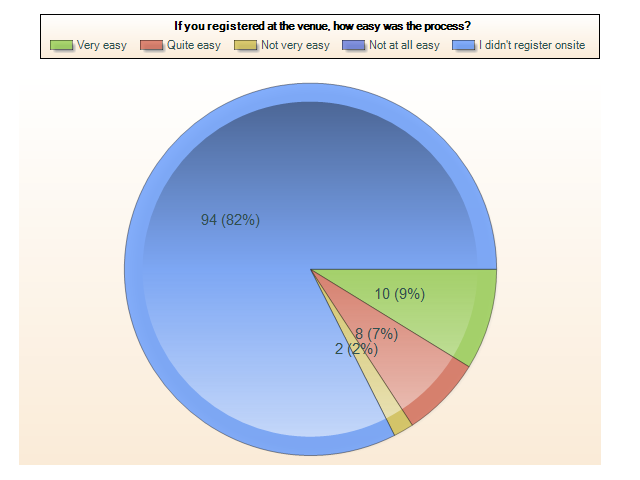 If you registered at the venue, how easy was the process?
Very easy Quite easy Not very easy Not at all easy I didn't register onsite
94 (82%)
10 (9%)
8 (7%)
2 (2%)